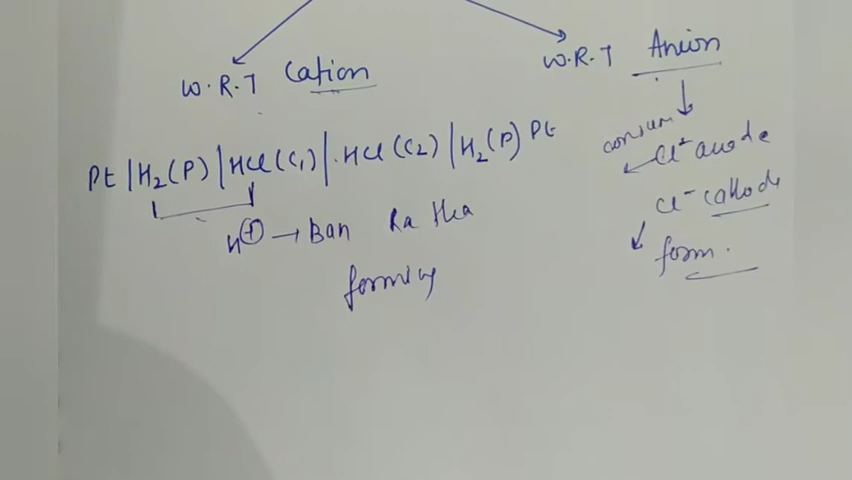 W.R.T Cation
W.R.T Anion
Pt | H₂(P) | HCl(C₁) | HCl(C₂) | H₂(P) Pt
consum
Cl⁻ anode
Cl⁻ cathode
form.
H⊕ → Ban Ra tha
forming